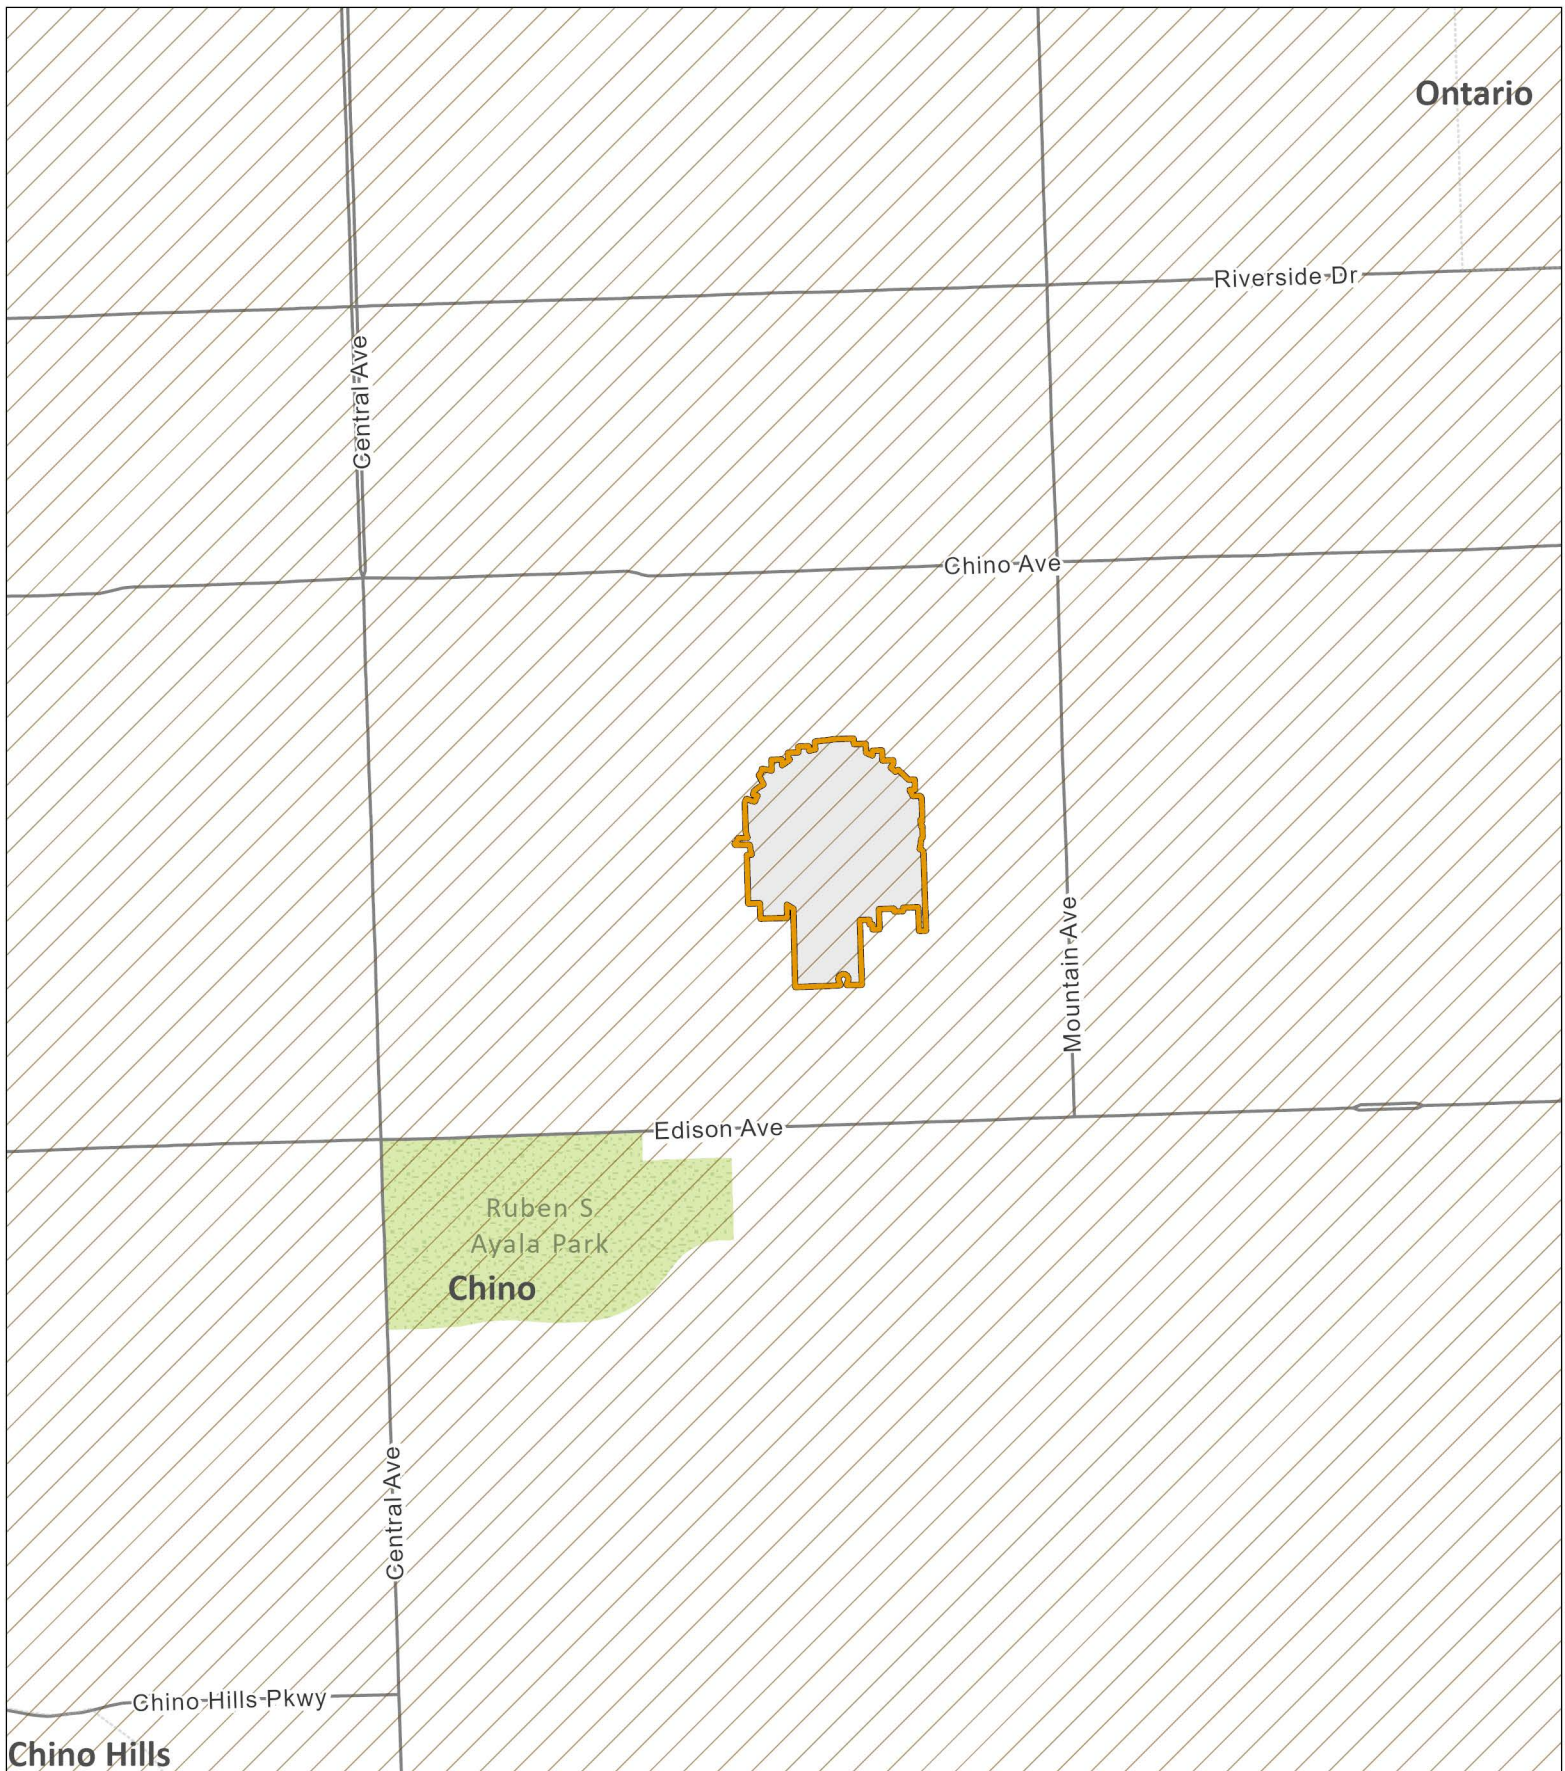 Ontario
Riverside Dr
Central Ave
Chino Ave
Mountain Ave
Edison Ave
Ruben S.
Ayala Park
Chino
Central Ave
Chino Hills Pkwy
Chino Hills